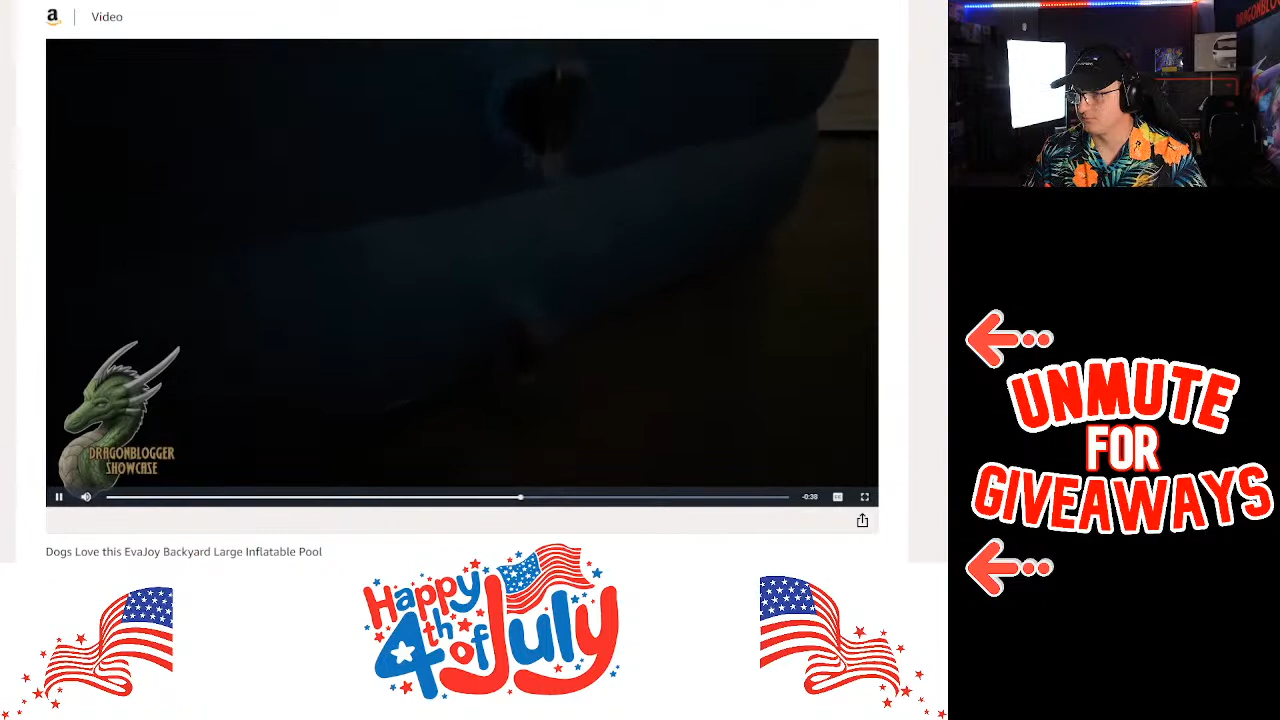 a
Video
DRAGONBLOGGER
SHOWCASE
-0:38
CC
Dogs Love this EvaJoy Backyard Large Inflatable Pool
Happy
4th
of July
UNMUTE
FOR
GIVEAWAYS